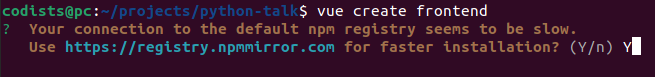 codists@pc:~/projects/python-talk$ vue create frontend
?  Your connection to the default npm registry seems to be slow.
   Use https://registry.npmmirror.com for faster installation? (Y/n) Y